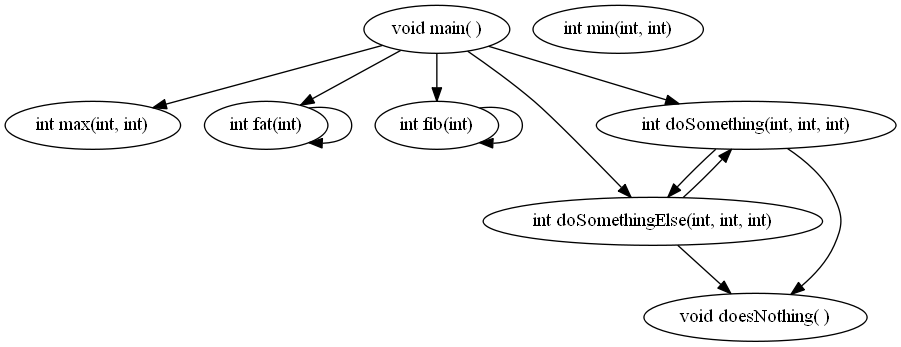 void main( )
int min(int, int)
int max(int, int)
int fat(int)
int fib(int)
int doSomething(int, int, int)
int doSomethingElse(int, int, int)
void doesNothing( )